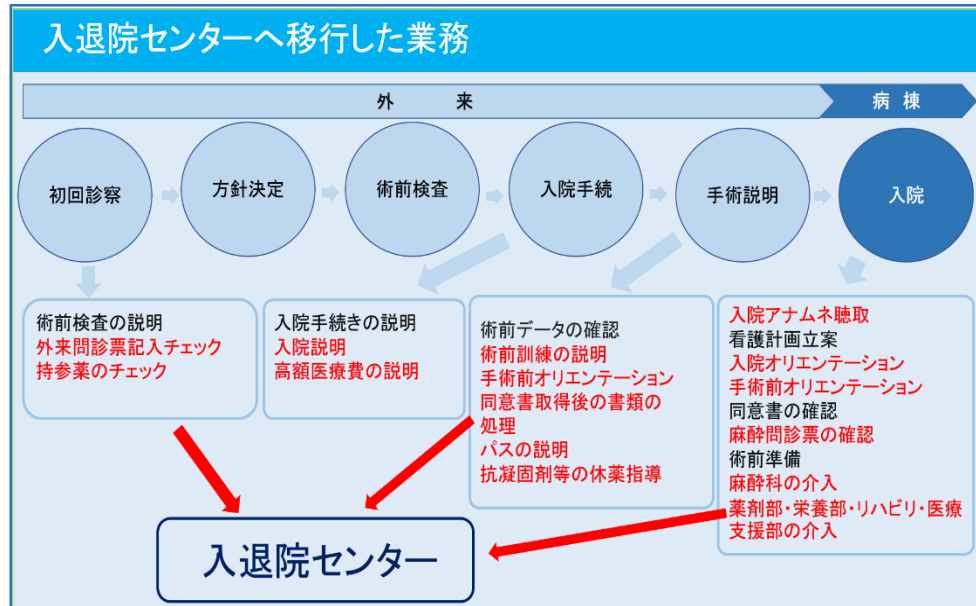 入退院センターへ移行した業務
外 来
病 棟
初回診察
方針決定
術前検査
入院手続
手術説明
入院
術前検査の説明
外来問診票記入チェック
持参薬のチェック
入院手続きの説明
入院説明
高額医療費の説明
術前データの確認
術前訓練の説明
手術前オリエンテーション
同意書取得後の書類の
処理
パスの説明
抗凝固剤等の休薬指導
入院アナムネ聴取
看護計画立案
入院オリエンテーション
手術前オリエンテーション
同意書の確認
麻酔問診票の確認
術前準備
麻酔科の介入
薬剤部・栄養部・リハビリ・医療
支援部の介入
入退院センター